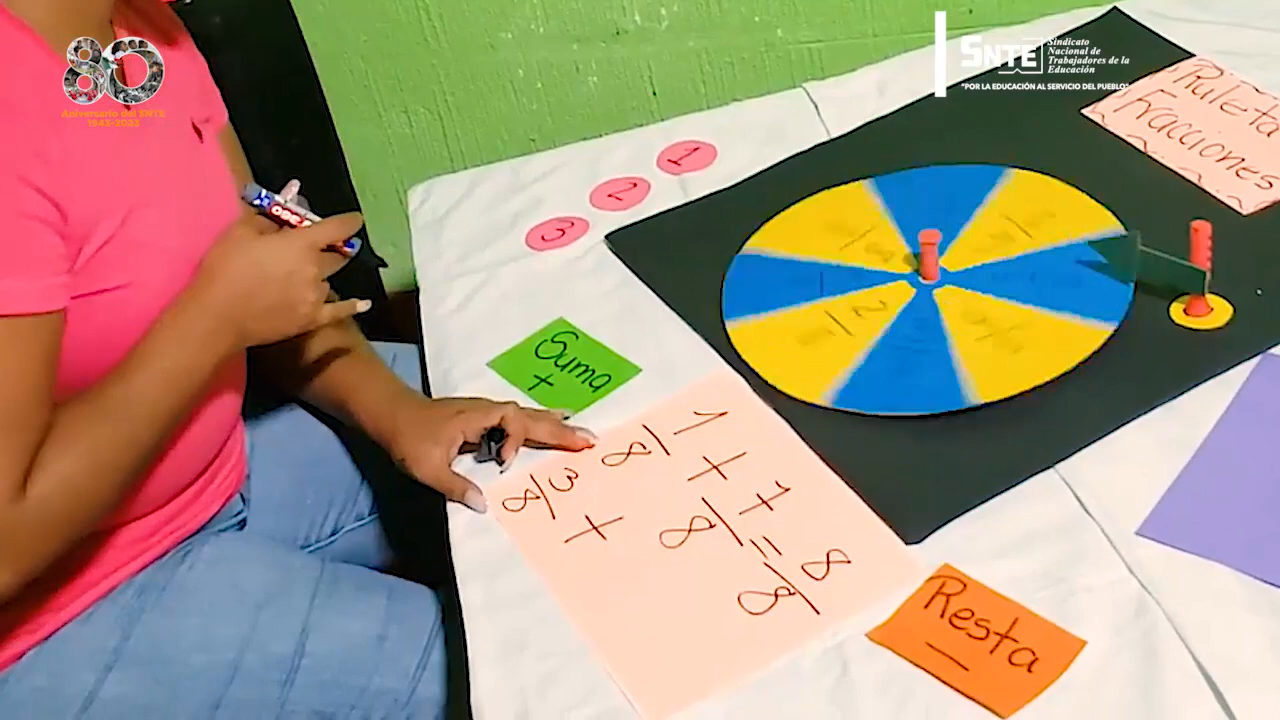 80
Aniversario del SNTE
1943-2023
SNTE
Sindicato
Nacional de
Trabajadores de la
Educación
"POR LA EDUCACIÓN AL SERVICIO DEL PUEBLO"
Ruleta
Fracciones
1
2
3
Suma
+
1/8 + 7/8 = 8/8
3/8 +
Resta
-